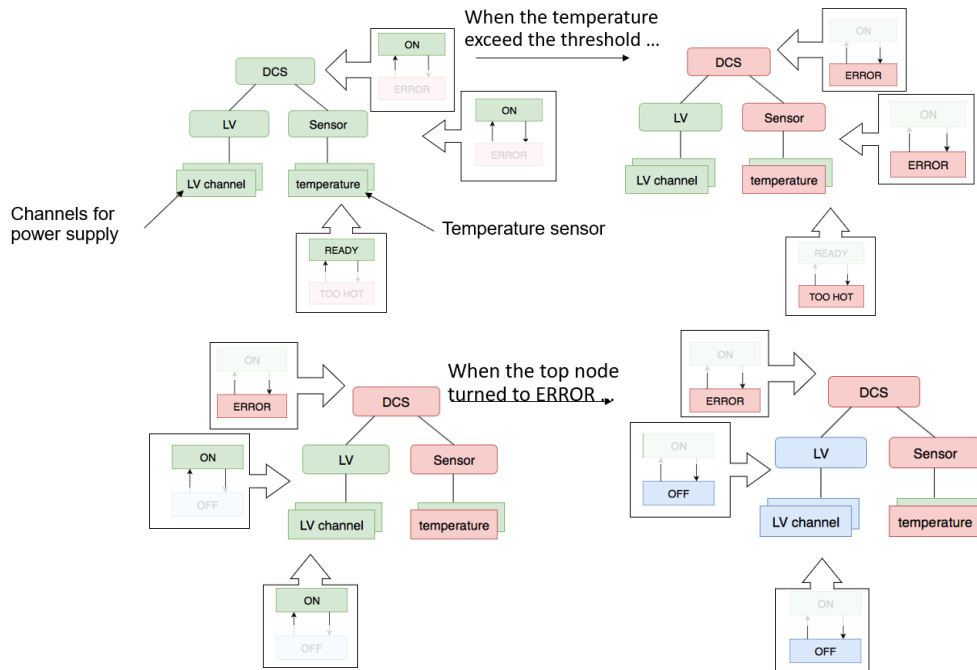 When the temperature
exceed the threshold ...
ON
ERROR
DCS
LV
Sensor
ON
ERROR
LV channel
temperature
Channels for
power supply
Temperature sensor
READY
TOO HOT
ON
ERROR
DCS
LV
Sensor
ON
ERROR
LV channel
temperature
READY
TOO HOT
ON
ERROR
DCS
When the top node
turned to ERROR ...
ON
OFF
LV
Sensor
LV channel
temperature
ON
OFF
ON
ERROR
DCS
ON
OFF
LV
Sensor
LV channel
temperature
ON
OFF